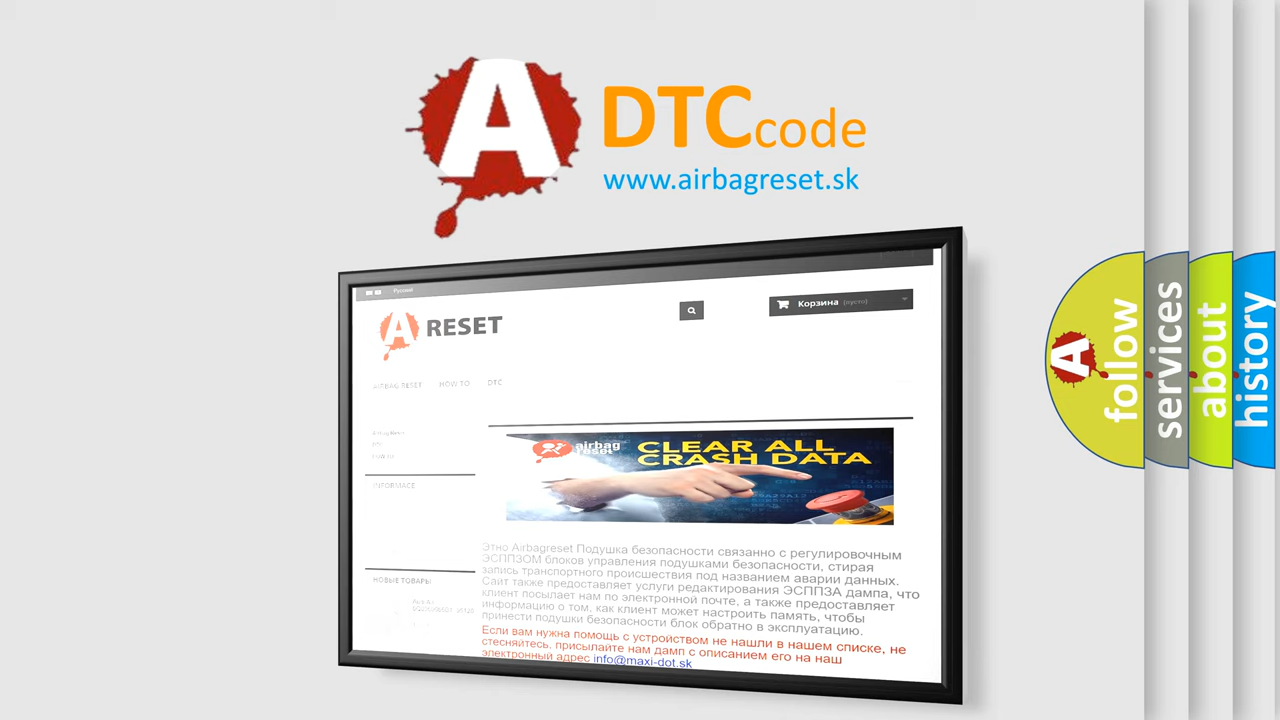 A DTCcode
www.airbagreset.sk
Русский
A RESET
Корзина (пусто)
AIRBAG RESET HOW TO DTC
INFORMACE
airbag
reset
CLEAR ALL
CRASH DATA
Этно Airbagreset Подушка безопасности связанно с регулировочным
ЭСППЗОМ блоков управления подушками безопасности, стирая
запись транспортного происшествия под названием аварии данных.
Сайт также предоставляет услуги редактирования ЭСППЗА дампа, что
клиент посылает нам по электронной почте, а также предоставляет
информацию о том, как клиент может настроить память, чтобы
принести подушки безопасности блок обратно в эксплуатацию.
Если вам нужна помощь с устройством не нашли в нашем списке, не
стесняйтесь, присылайте нам дамп с описанием его на наш
электронный адрес info@maxi-dot.sk
НОВЫЕ ТОВАРЫ
A follow
services
about
history